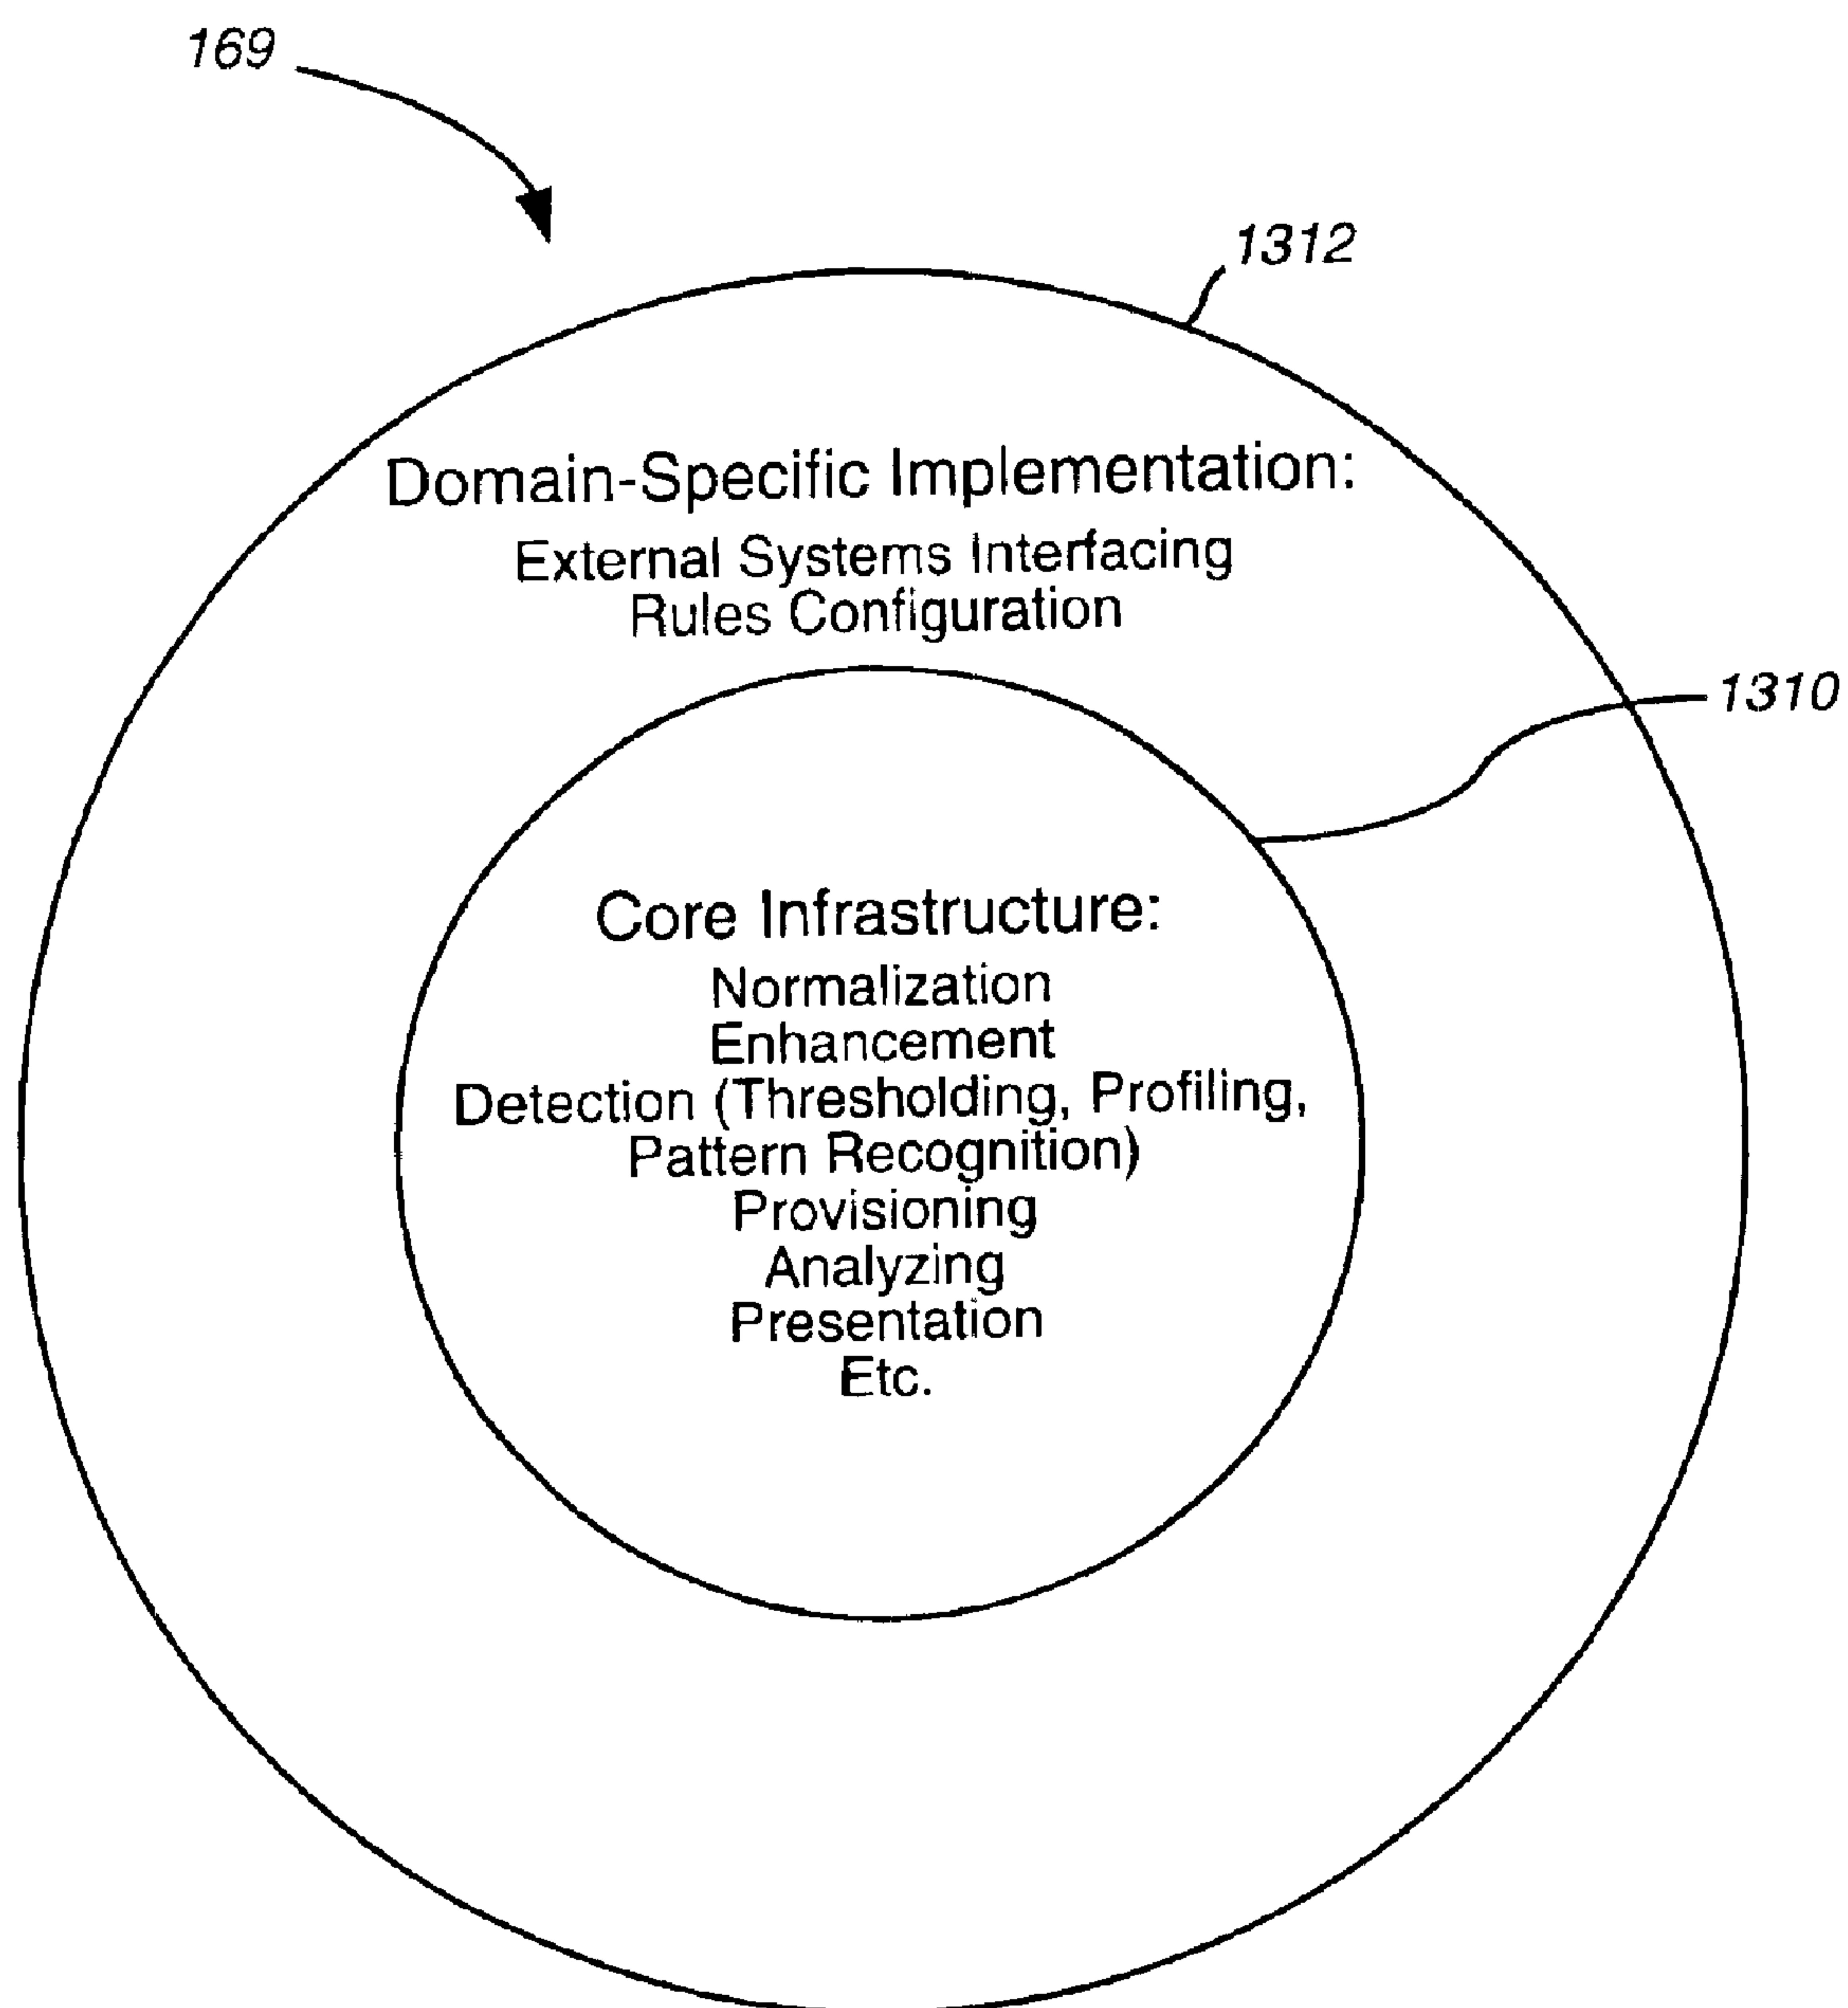 169
1312
Domain-Specific Implementation:
External Systems Interfacing
Rules Configuration
1310
Core Infrastructure:
Normalization
Enhancement
Detection (Thresholding, Profiling,
Pattern Recognition)
Provisioning
Analyzing
Presentation
Etc.